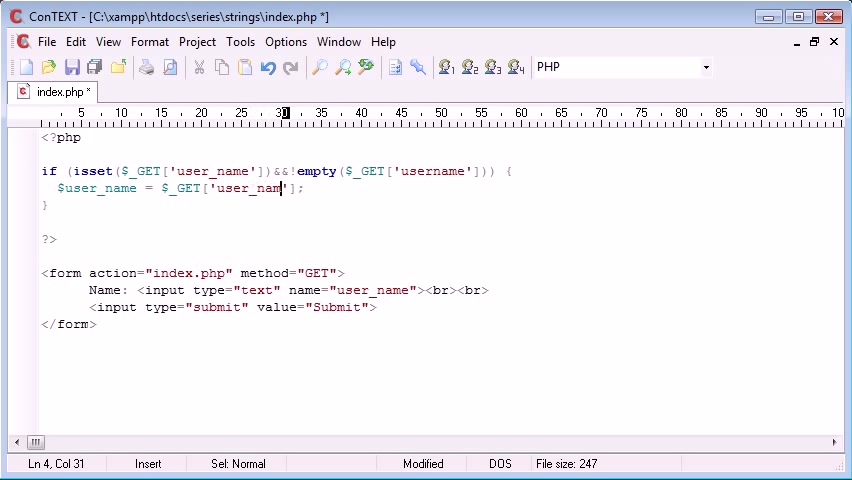 ConTEXT - [C:\xampp\htdocs\series\strings\index.php *]
File Edit View Format Project Tools Options Window Help
1 2 3 4 PHP
index.php *
5 10 15 20 25 30 35 40 45 50 55 60 65 70 75 80 85 90 95 10
<?php
if (isset($_GET['user_name'])&&!empty($_GET['username'])) {
$user_name = $_GET['user_nam'];
}
?>
<form action="index.php" method="GET">
Name: <input type="text" name="user_name"><br><br>
<input type="submit" value="Submit">
</form>
Ln 4, Col 31 Insert Sel: Normal Modified DOS File size: 247